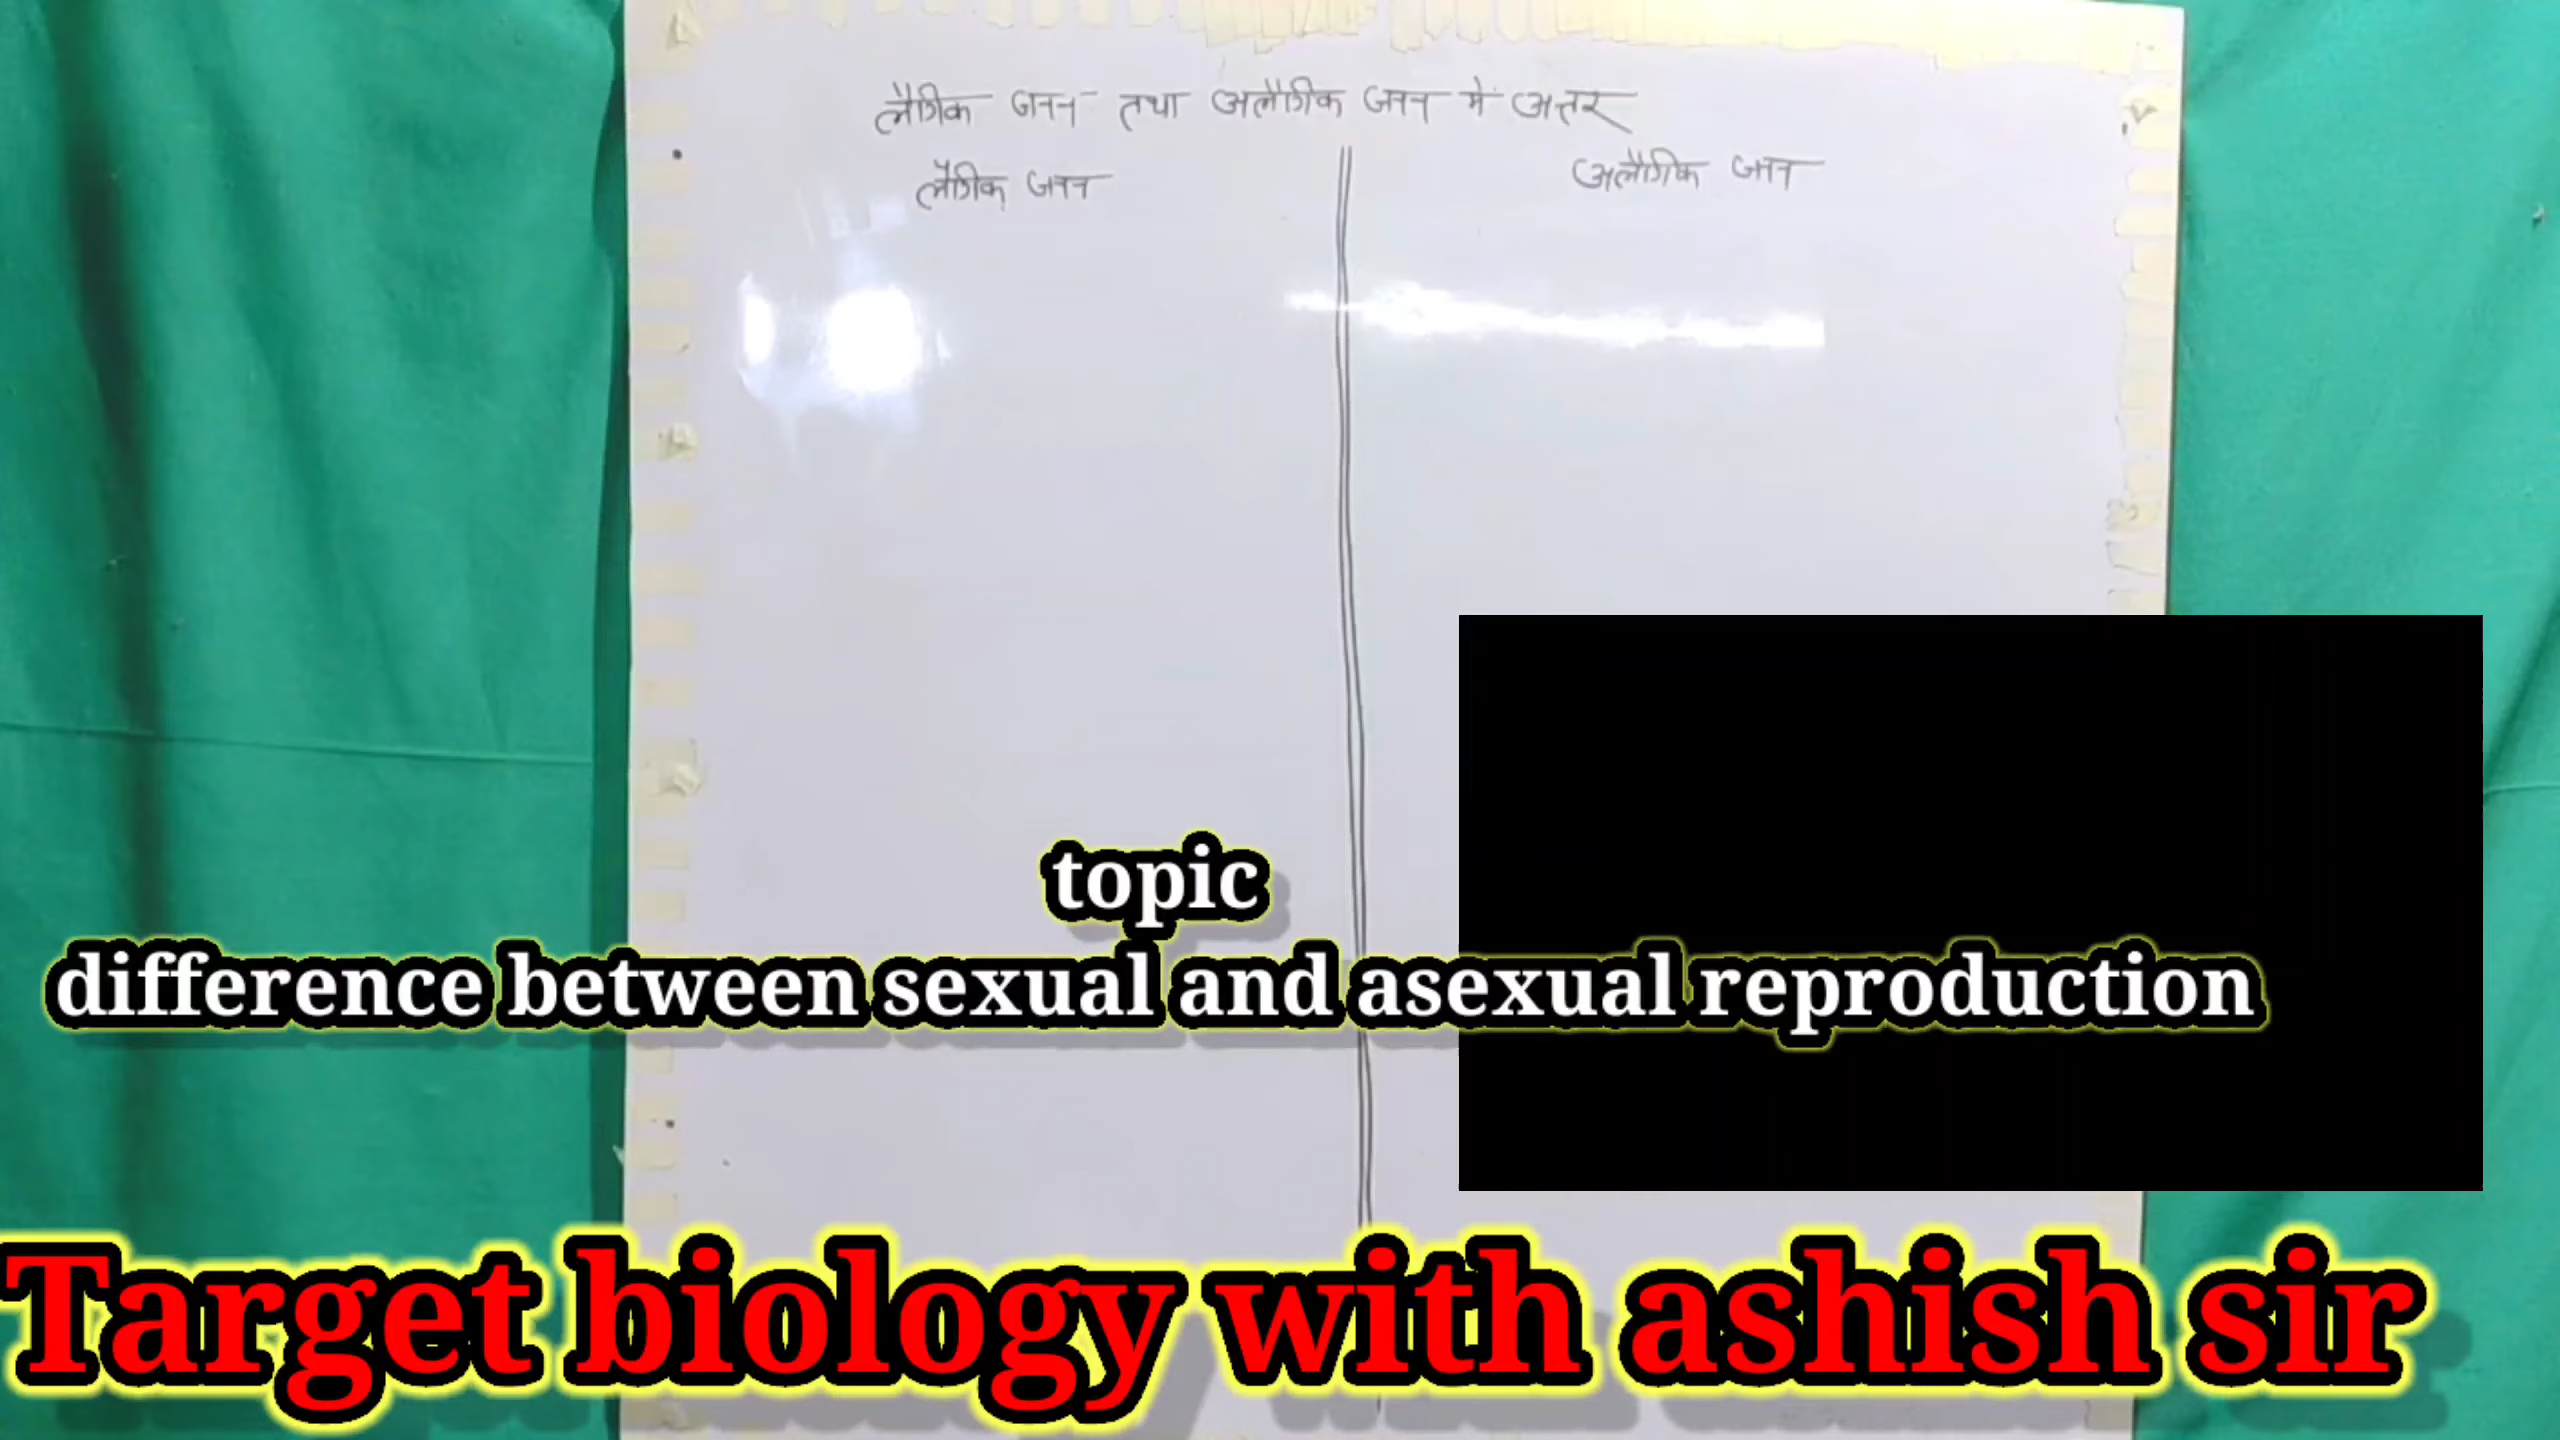 लैंगिक जनन तथा अलैंगिक जनन में अन्तर
लैंगिक जनन
अलैंगिक जनन
topic
difference between sexual and asexual reproduction
Target biology with ashish sir